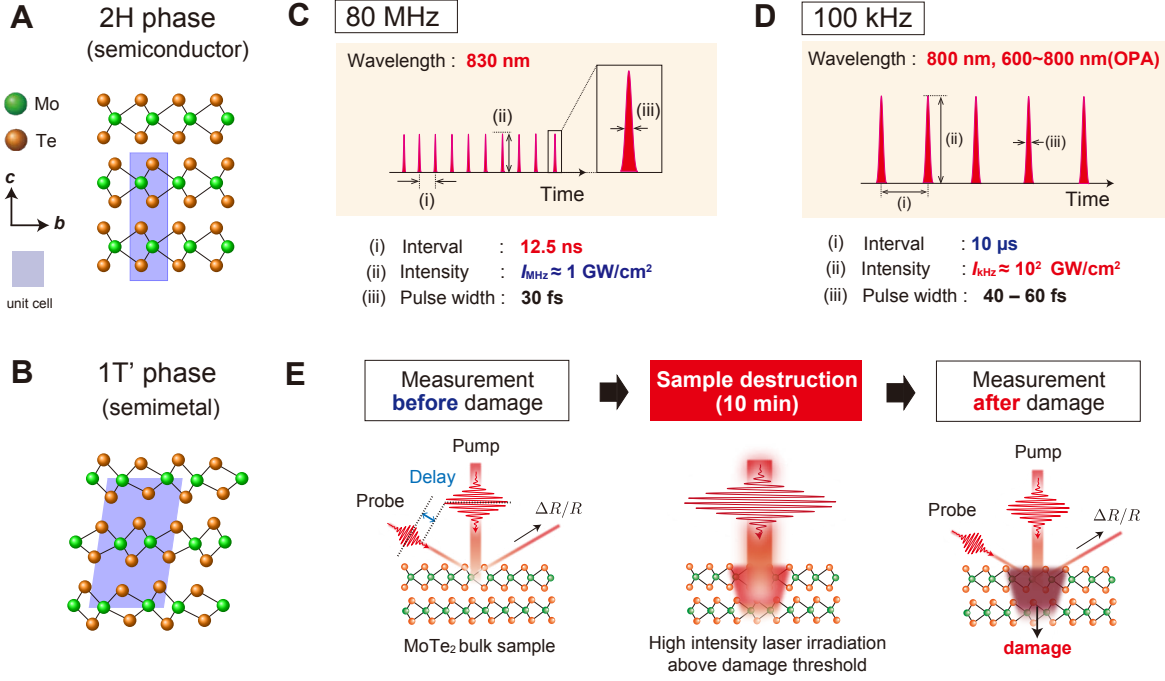 A
2H phase
(semiconductor)
Mo
Te
c
b
unit cell
B
1T’ phase
(semimetal)
C
80 MHz
Wavelength : 830 nm
(ii)
(iii)
(i)
Time
(i) Interval : 12.5 ns
(ii) Intensity : I_MHz ≈ 1 GW/cm²
(iii) Pulse width : 30 fs
D
100 kHz
Wavelength : 800 nm, 600~800 nm(OPA)
(ii)
(iii)
(i)
Time
(i) Interval : 10 μs
(ii) Intensity : I_kHz ≈ 10² GW/cm²
(iii) Pulse width : 40 – 60 fs
E
Measurement
before damage
Sample destruction
(10 min)
Measurement
after damage
Pump
Delay
Probe
ΔR/R
MoTe₂ bulk sample
High intensity laser irradiation
above damage threshold
Pump
Probe
ΔR/R
damage